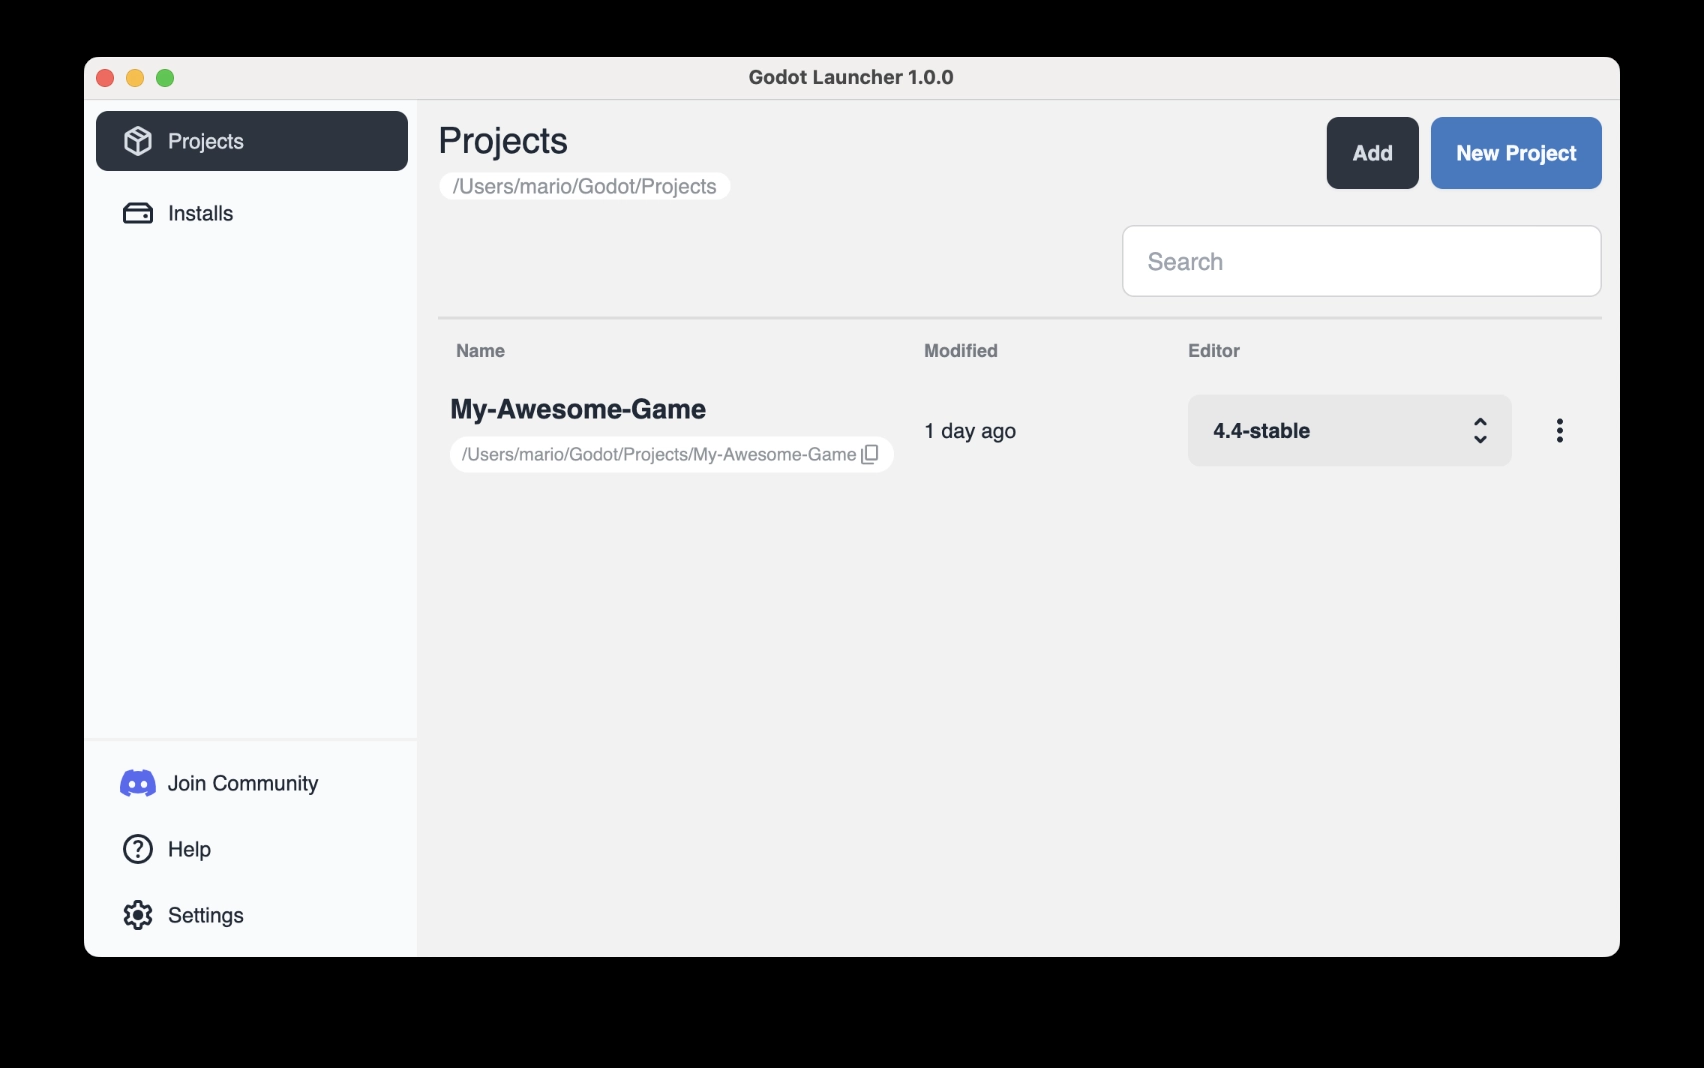 Godot Launcher 1.0.0
Projects
Installs
Join Community
Help
Settings
Projects
/Users/mario/Godot/Projects
Add
New Project
Search
Name Modified Editor
My-Awesome-Game
/Users/mario/Godot/Projects/My-Awesome-Game
1 day ago
4.4-stable